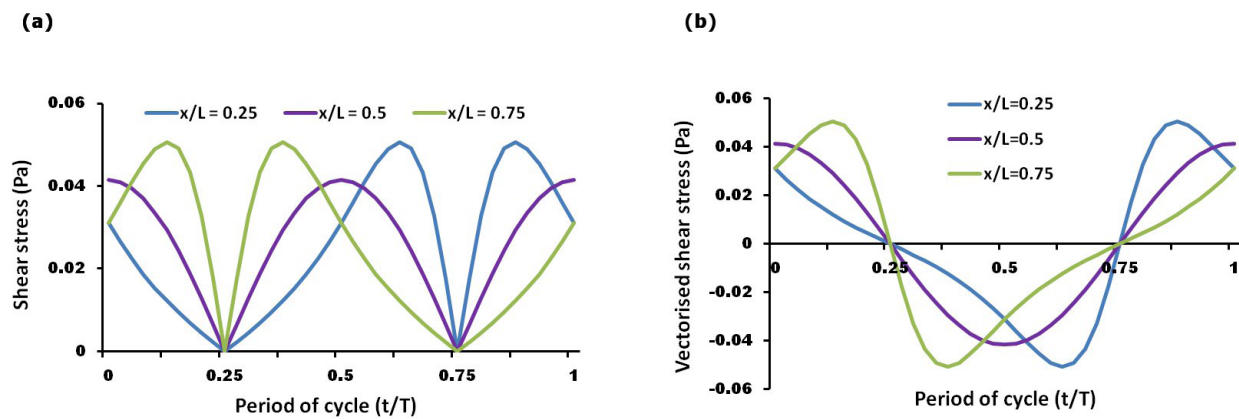 (a)
Shear stress (Pa)
0.06
0.04
0.02
0
x/L = 0.25 x/L = 0.5 x/L = 0.75
0 0.25 0.5 0.75 1
Period of cycle (t/T)
(b)
Vectorised shear stress (Pa)
0.06
0.04
0.02
0
-0.02
-0.04
-0.06
x/L=0.25
x/L=0.5
x/L=0.75
0 0.25 0.5 0.75 1
Period of cycle (t/T)